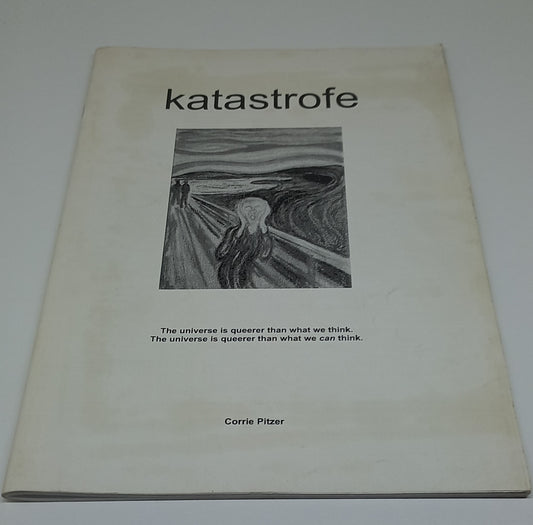 katastrofe
The universe is queerer than what we think.
The universe is queerer than what we can think.
Corrie Pitzer